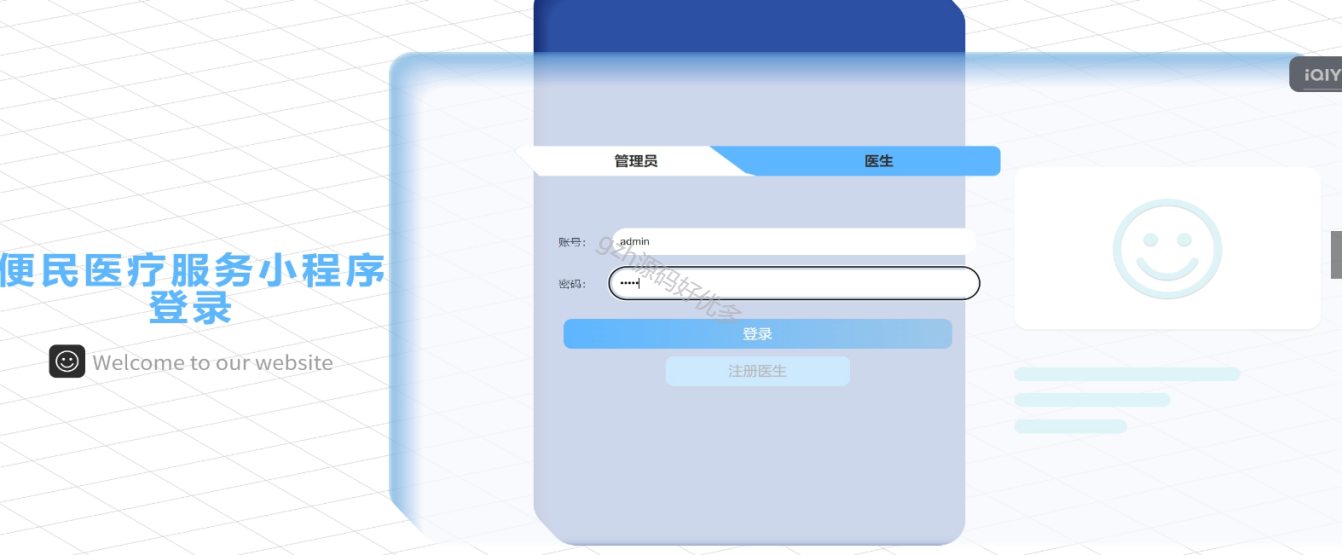 iQIY
管理员
医生
账号：
admin
密码：
•••••
gzh源码好优多
便民医疗服务小程序
登录
Welcome to our website
登录
注册医生